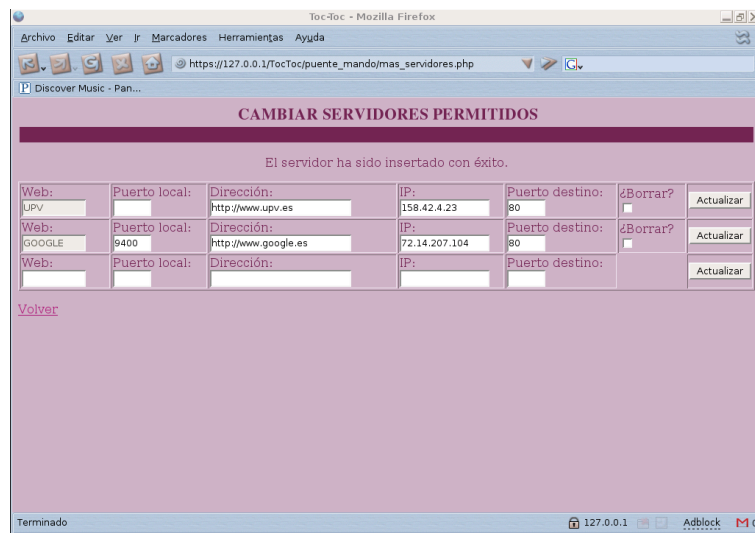 Toc-Toc - Mozilla Firefox
Archivo Editar Ver Ir Marcadores Herramientas Ayuda
https://127.0.0.1/TocToc/puente_mando/mas_servidores.php
Discover Music - Pan...
CAMBIAR SERVIDORES PERMITIDOS
El servidor ha sido insertado con éxito.
Web: Puerto local: Dirección: IP: Puerto destino: ¿Borrar?
UPV http://www.upv.es 158.42.4.23 80 Actualizar
Web: Puerto local: Dirección: IP: Puerto destino: ¿Borrar?
GOOGLE 9400 http://www.google.es 72.14.207.104 80 Actualizar
Web: Puerto local: Dirección: IP: Puerto destino:
Actualizar
Volver
Terminado 127.0.0.1 Adblock